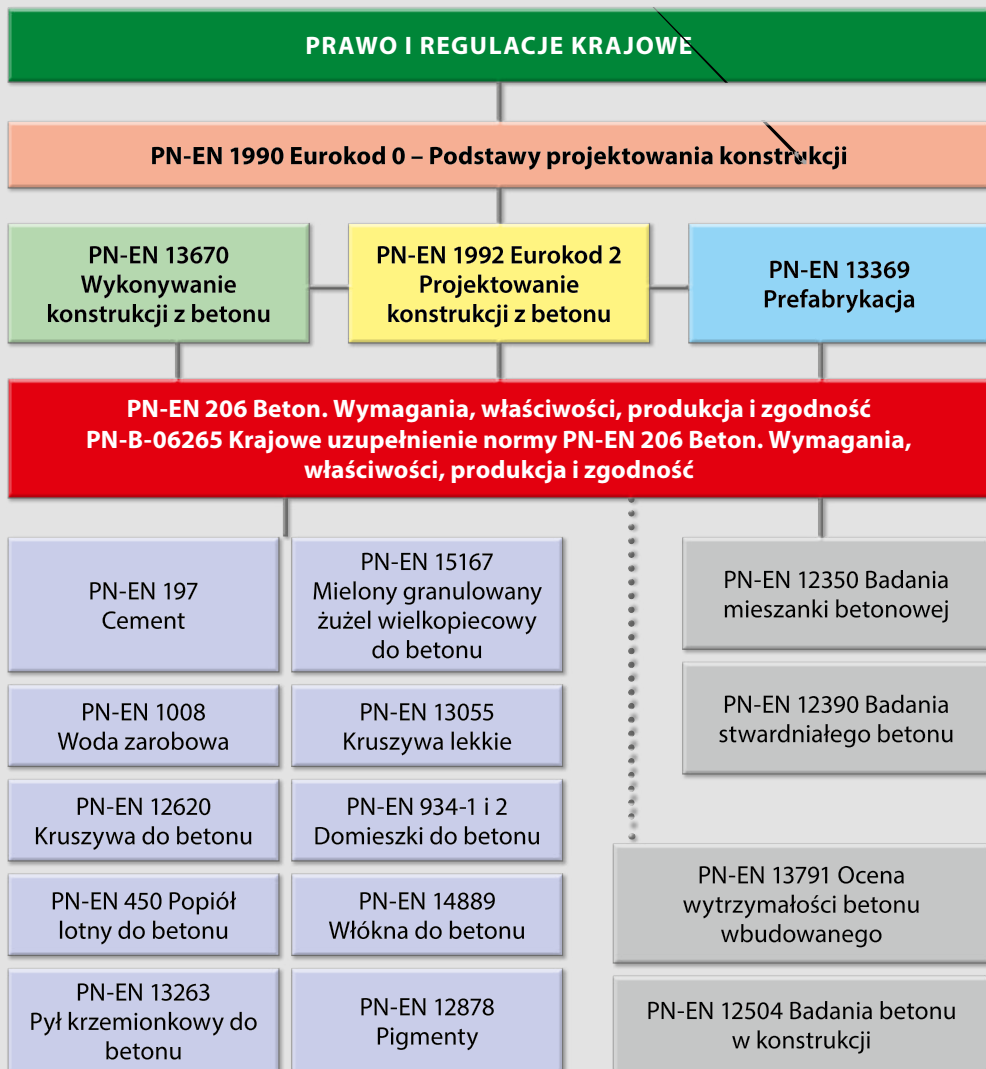 PRAWO I REGULACJE KRAJOWE
PN-EN 1990 Eurokod 0 – Podstawy projektowania konstrukcji
PN-EN 13670
Wykonywanie
konstrukcji z betonu
PN-EN 1992 Eurokod 2
Projektowanie
konstrukcji z betonu
PN-EN 13369
Prefabrykacja
PN-EN 206 Beton. Wymagania, właściwości, produkcja i zgodność
PN-B-06265 Krajowe uzupełnienie normy PN-EN 206 Beton. Wymagania,
właściwości, produkcja i zgodność
PN-EN 197
Cement
PN-EN 15167
Mielony granulowany
żużel wielkopiecowy
do betonu
PN-EN 1008
Woda zarobowa
PN-EN 13055
Kruszywa lekkie
PN-EN 12620
Kruszywa do betonu
PN-EN 934-1 i 2
Domieszki do betonu
PN-EN 450 Popiół
lotny do betonu
PN-EN 14889
Włókna do betonu
PN-EN 13263
Pył krzemionkowy do
betonu
PN-EN 12878
Pigmenty
PN-EN 12350 Badania
mieszanki betonowej
PN-EN 12390 Badania
stwardniałego betonu
PN-EN 13791 Ocena
wytrzymałości betonu
wbudowanego
PN-EN 12504 Badania betonu
w konstrukcji